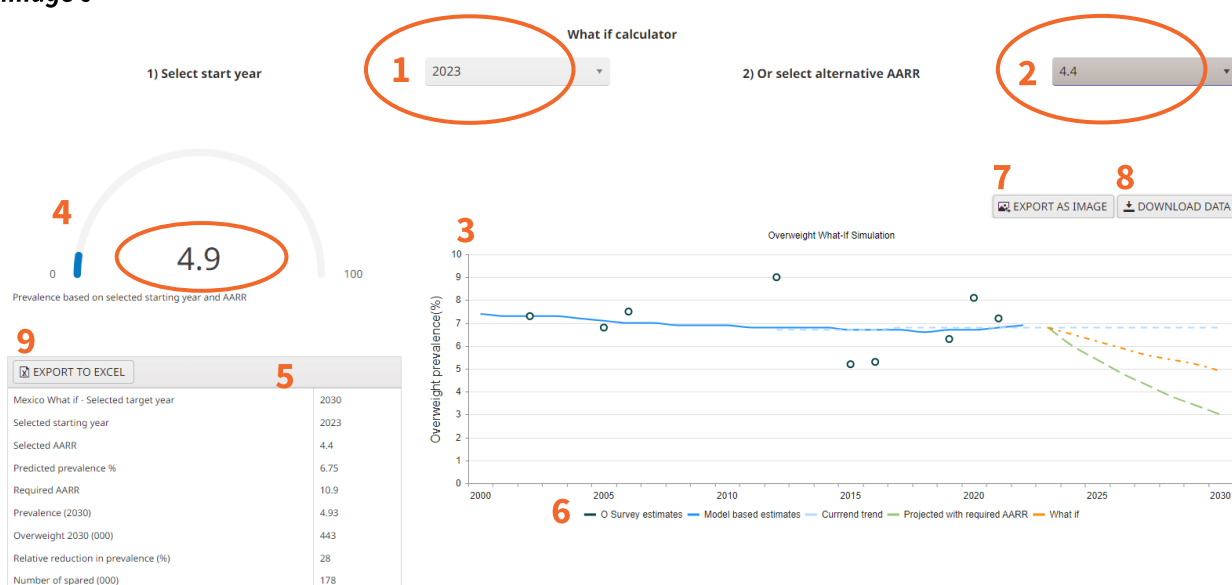 What if calculator
1) Select start year
1
2023
2) Or select alternative AARR
2
4.4
4
4.9
0
100
Prevalence based on selected starting year and AARR
7
8
EXPORT AS IMAGE
DOWNLOAD DATA
3
Overweight What-If Simulation
Overweight prevalence(%)
10
9
8
7
6
5
4
3
2
1
0
2000
2005
2010
2015
2020
2025
2030
6
O Survey estimates
Model based estimates
Currrend trend
Projected with required AARR
What if
9
EXPORT TO EXCEL
5
Mexico What if - Selected target year 2030
Selected starting year 2023
Selected AARR 4.4
Predicted prevalence % 6.75
Required AARR 10.9
Prevalence (2030) 4.93
Overweight 2030 (000) 443
Relative reduction in prevalence (%) 28
Number of spared (000) 178